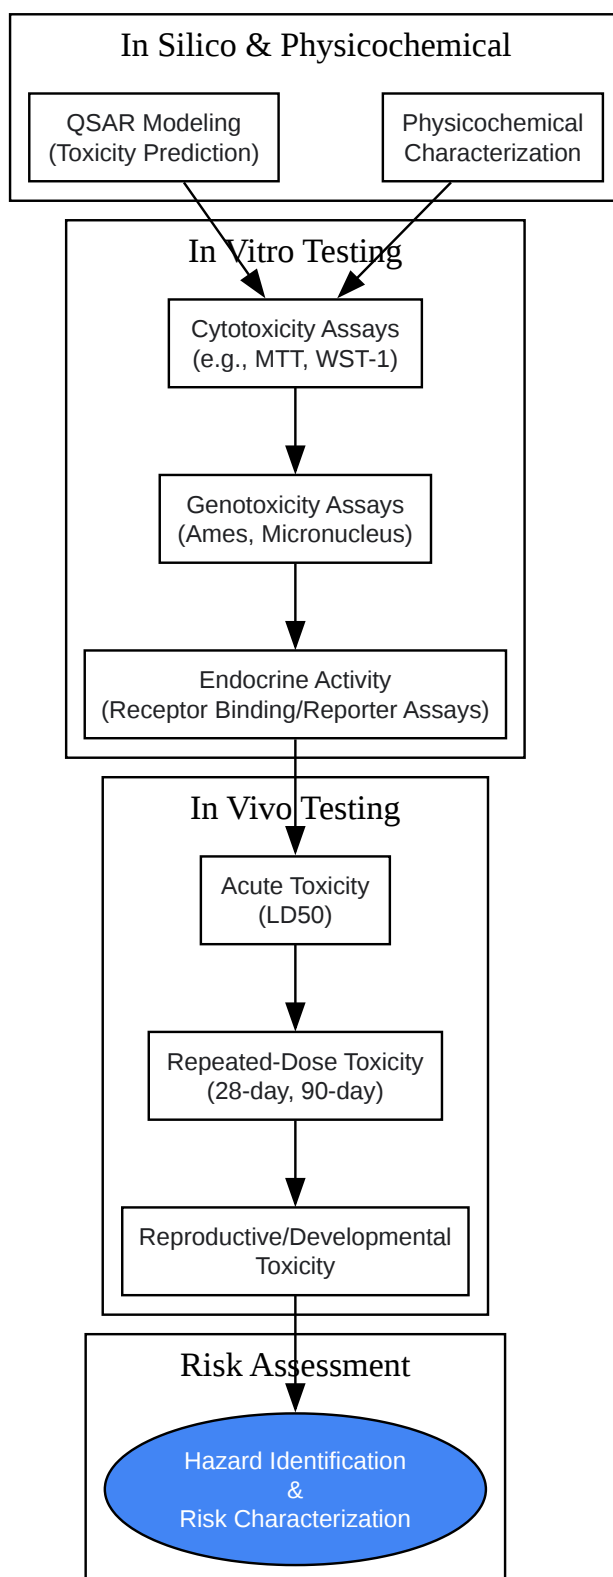 In Silico & Physicochemical
QSAR Modeling
(Toxicity Prediction)
Physicochemical
Characterization
In Vitro Testing
Cytotoxicity Assays
(e.g., MTT, WST-1)
Genotoxicity Assays
(Ames, Micronucleus)
Endocrine Activity
(Receptor Binding/Reporter Assays)
In Vivo Testing
Acute Toxicity
(LD50)
Repeated-Dose Toxicity
(28-day, 90-day)
Reproductive/Developmental
Toxicity
Risk Assessment
Hazard Identification
&
Risk Characterization